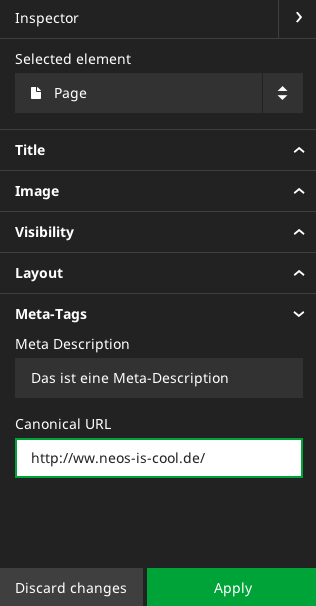 Inspector
Selected element
Page
Title
Image
Visibility
Layout
Meta-Tags
Meta Description
Das ist eine Meta-Description
Canonical URL
http://ww.neos-is-cool.de/
Discard changes
Apply